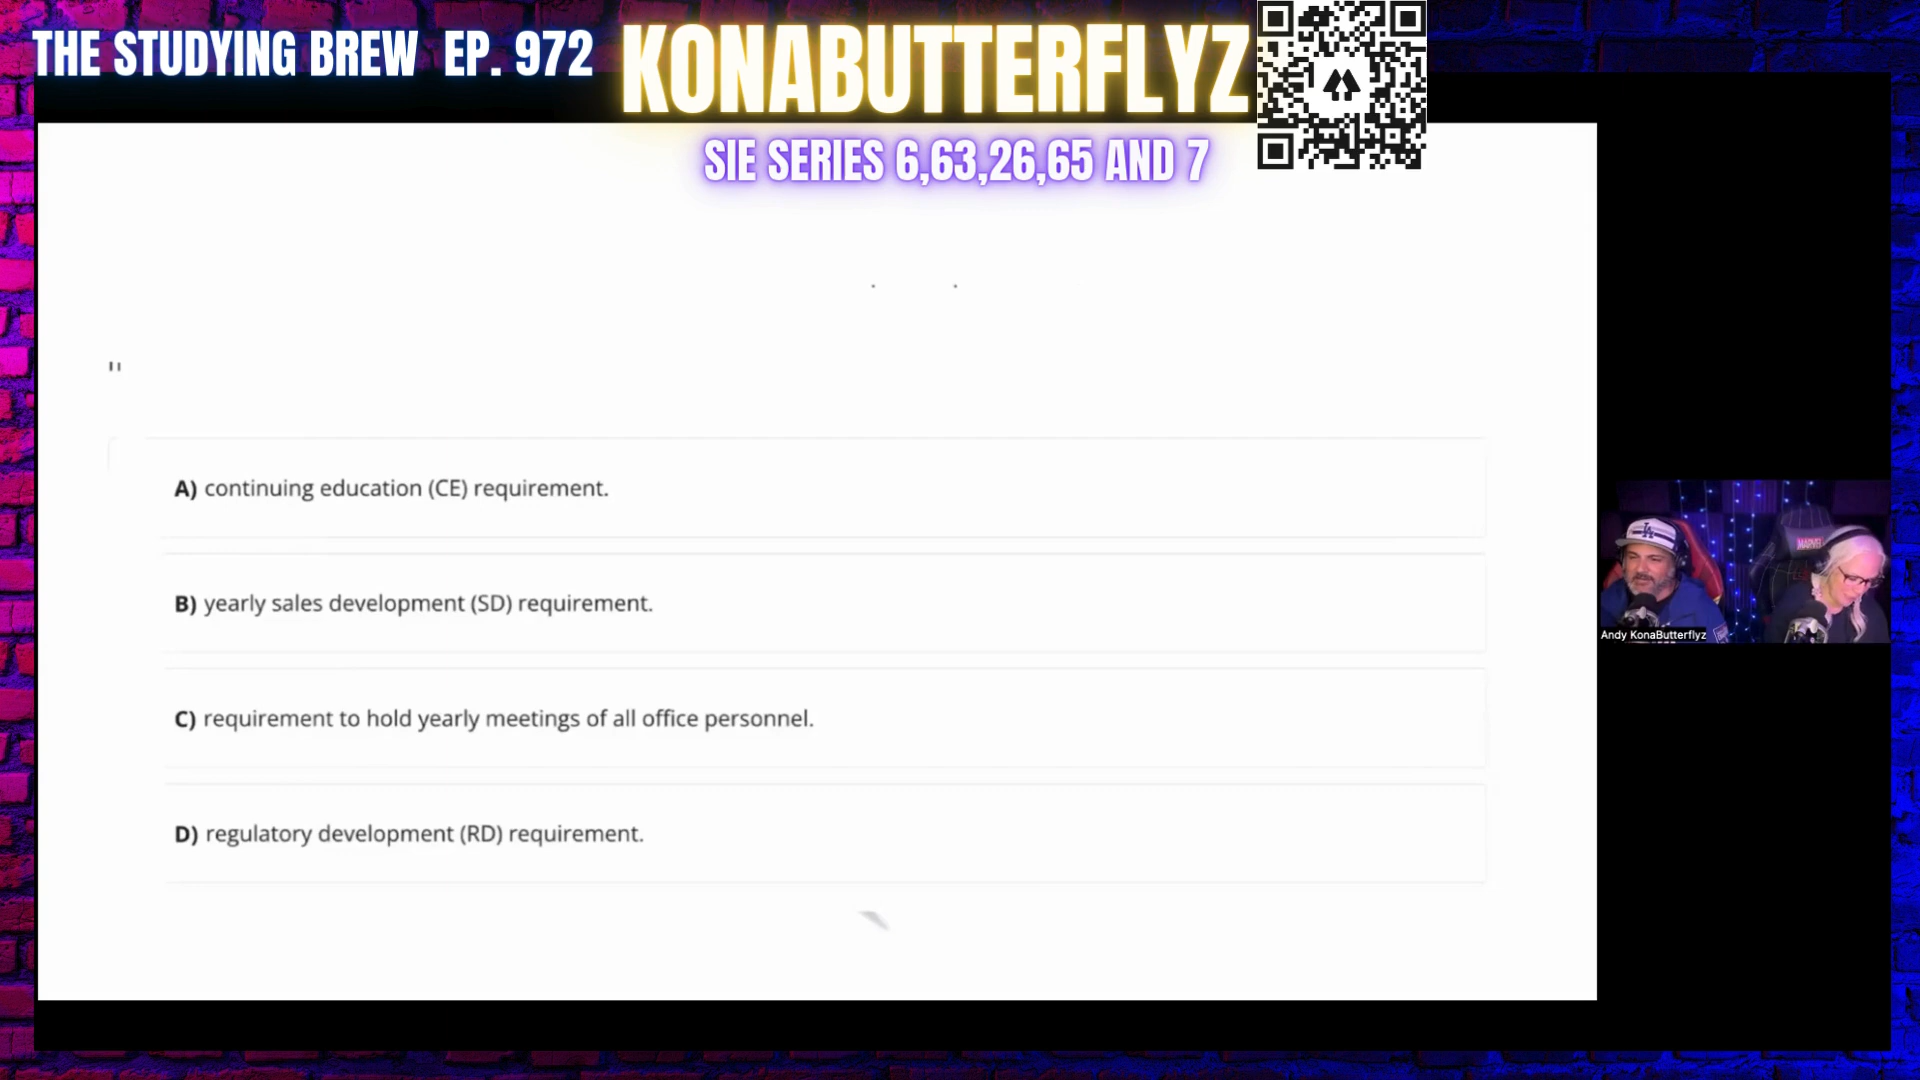 THE STUDYING BREW EP. 972
KONABUTTERFLYZ
SIE SERIES 6,63,26,65 AND 7
A) continuing education (CE) requirement.
B) yearly sales development (SD) requirement.
C) requirement to hold yearly meetings of all office personnel.
D) regulatory development (RD) requirement.
LA
MARVEL
Andy KonaButterflyz